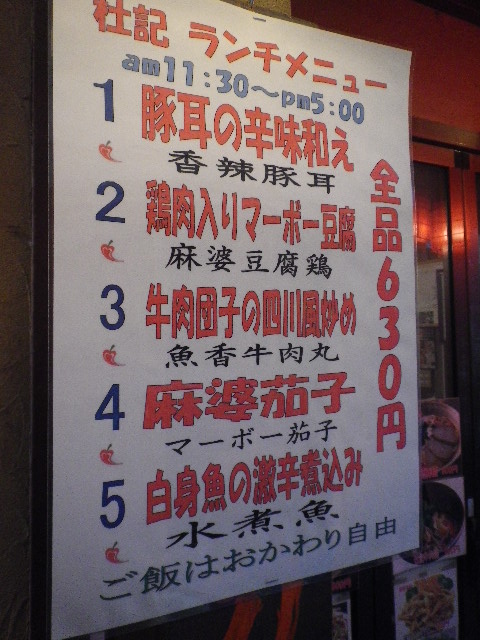 杜記 ランチメニュー
am11:30～pm5:00
1 豚耳の辛味和え
香辣豚耳
2 鶏肉入りマーボー豆腐
麻婆豆腐鶏
3 牛肉団子の四川風炒め
魚香牛肉丸
4 麻婆茄子
マーボー茄子
5 白身魚の激辛煮込み
水煮魚
ご飯はおかわり自由
全品630円